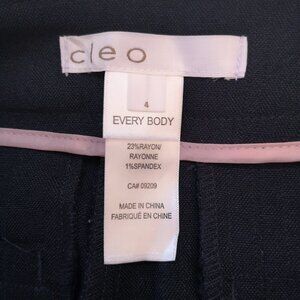 cleo
4
EVERY BODY
23%RAYON/
RAYONNE
1%SPANDEX
CA# 09209
MADE IN CHINA
FABRIQUÉ EN CHINE